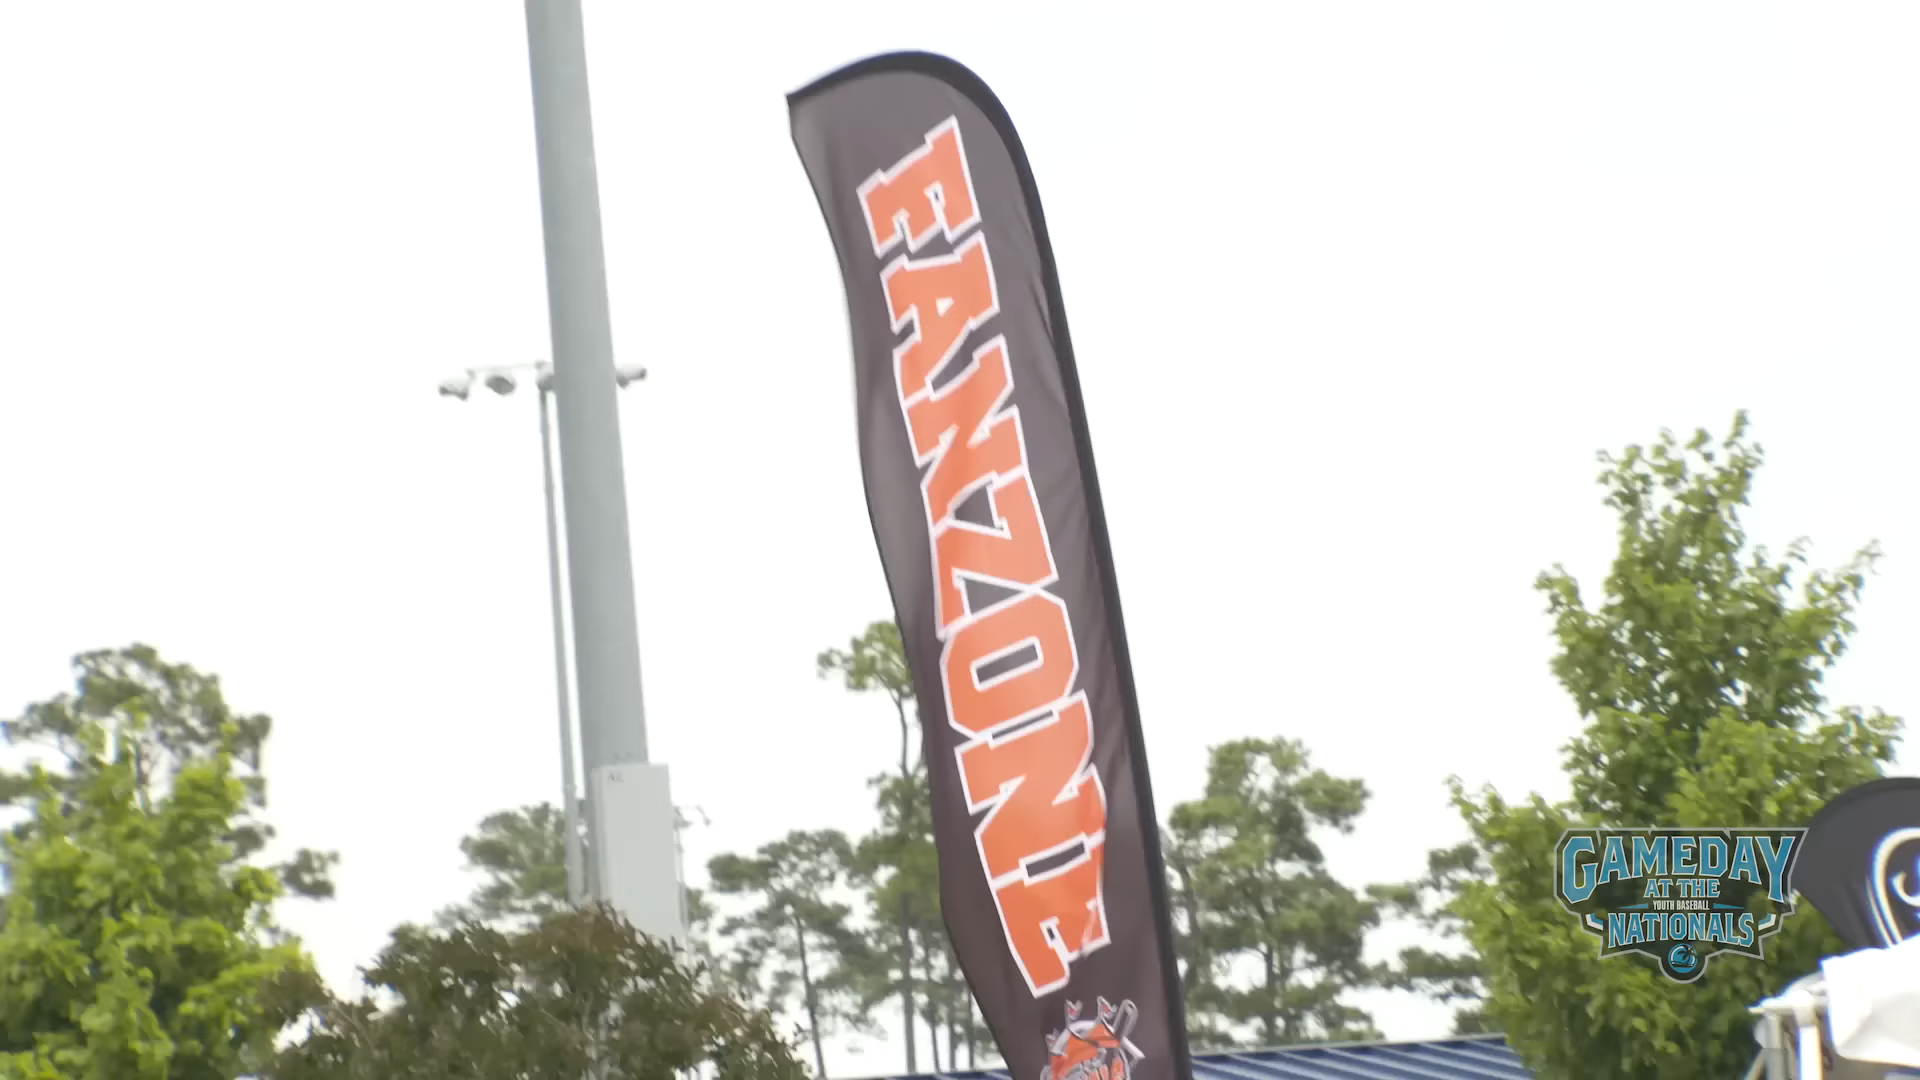 FANZONE
GAMEDAY
AT THE
YOUTH BASEBALL
NATIONALS